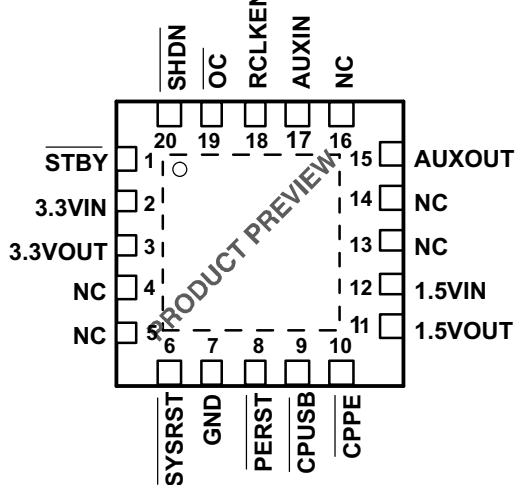 SHDN
OC
RCLKEN
AUXIN
NC
20
19
18
17
16
STBY 1
3.3VIN 2
3.3VOUT 3
NC 4
NC 5
15 AUXOUT
14 NC
13 NC
12 1.5VIN
11 1.5VOUT
PRODUCT PREVIEW
6
7
8
9
10
SYSRST
GND
PERST
CPUSB
CPPE